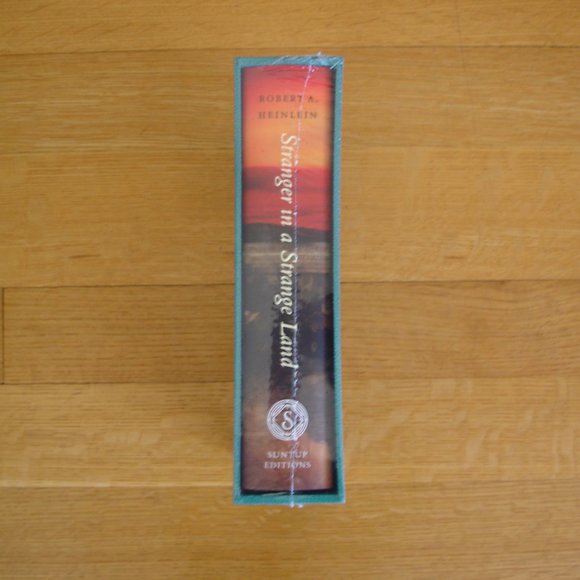 ROBERT A.
HEINLEIN
Stranger in a Strange Land
S
SUNTUP
EDITIONS